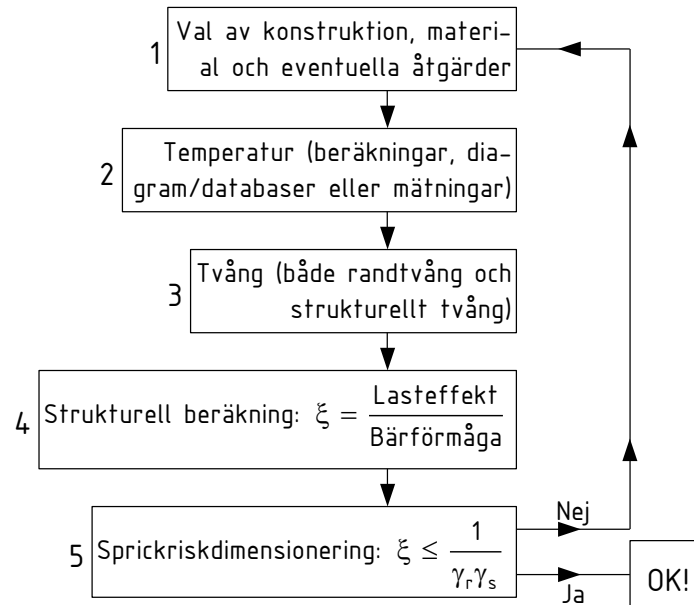 1
Val av konstruktion, materi-
al och eventuella åtgärder
2
Temperatur (beräkningar, dia-
gram/databaser eller mätningar)
3
Tvång (både randtvång och
strukturellt tvång)
4
Strukturell beräkning: ξ = Lasteffekt / Bärförmåga
5
Sprickriskdimensionering: ξ ≤ 1 / γrγs
Nej
Ja
OK!